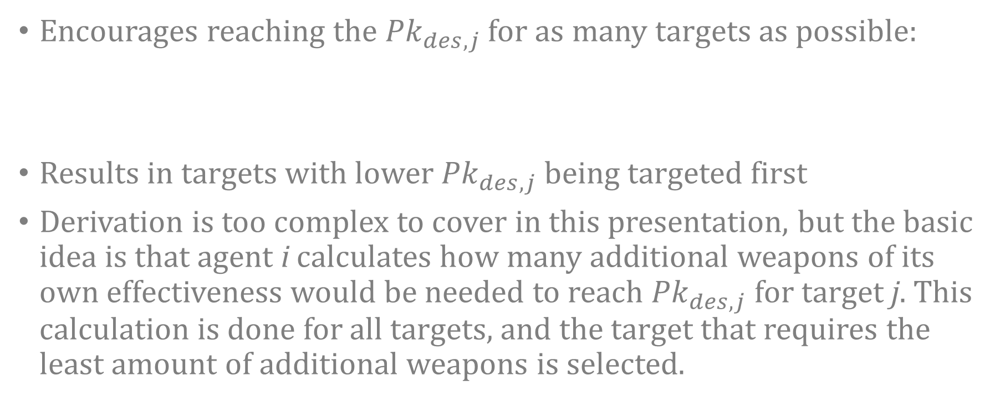 • Encourages reaching the Pk_{des,j} for as many targets as possible:
• Results in targets with lower Pk_{des,j} being targeted first
• Derivation is too complex to cover in this presentation, but the basic
idea is that agent i calculates how many additional weapons of its
own effectiveness would be needed to reach Pk_{des,j} for target j. This
calculation is done for all targets, and the target that requires the
least amount of additional weapons is selected.